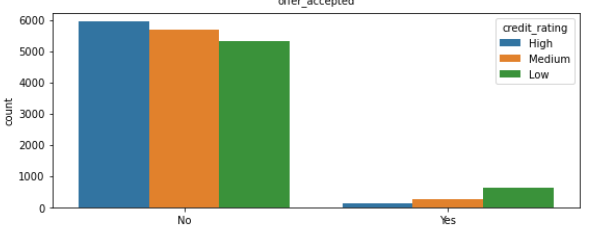 offer_accepted
6000
5000
4000
3000
2000
1000
0
count
credit_rating
High
Medium
Low
No
Yes